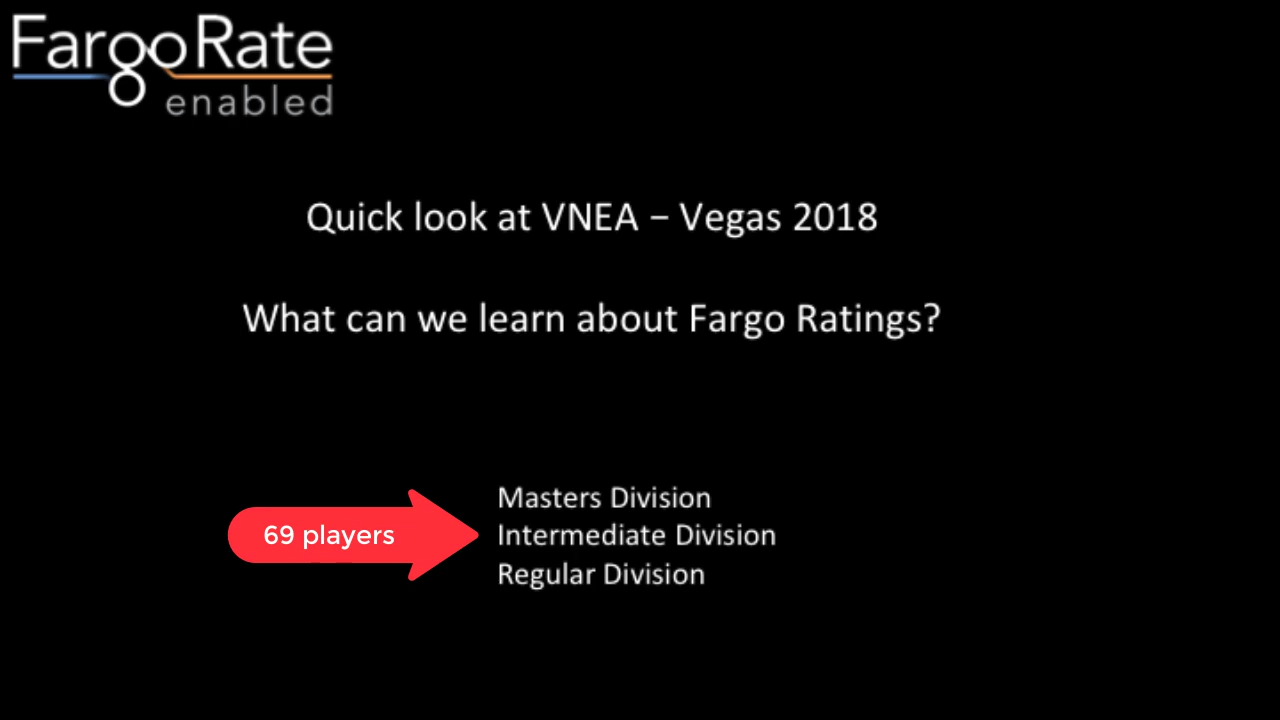 FargoRate
enabled
Quick look at VNEA – Vegas 2018
What can we learn about Fargo Ratings?
Masters Division
69 players
Intermediate Division
Regular Division